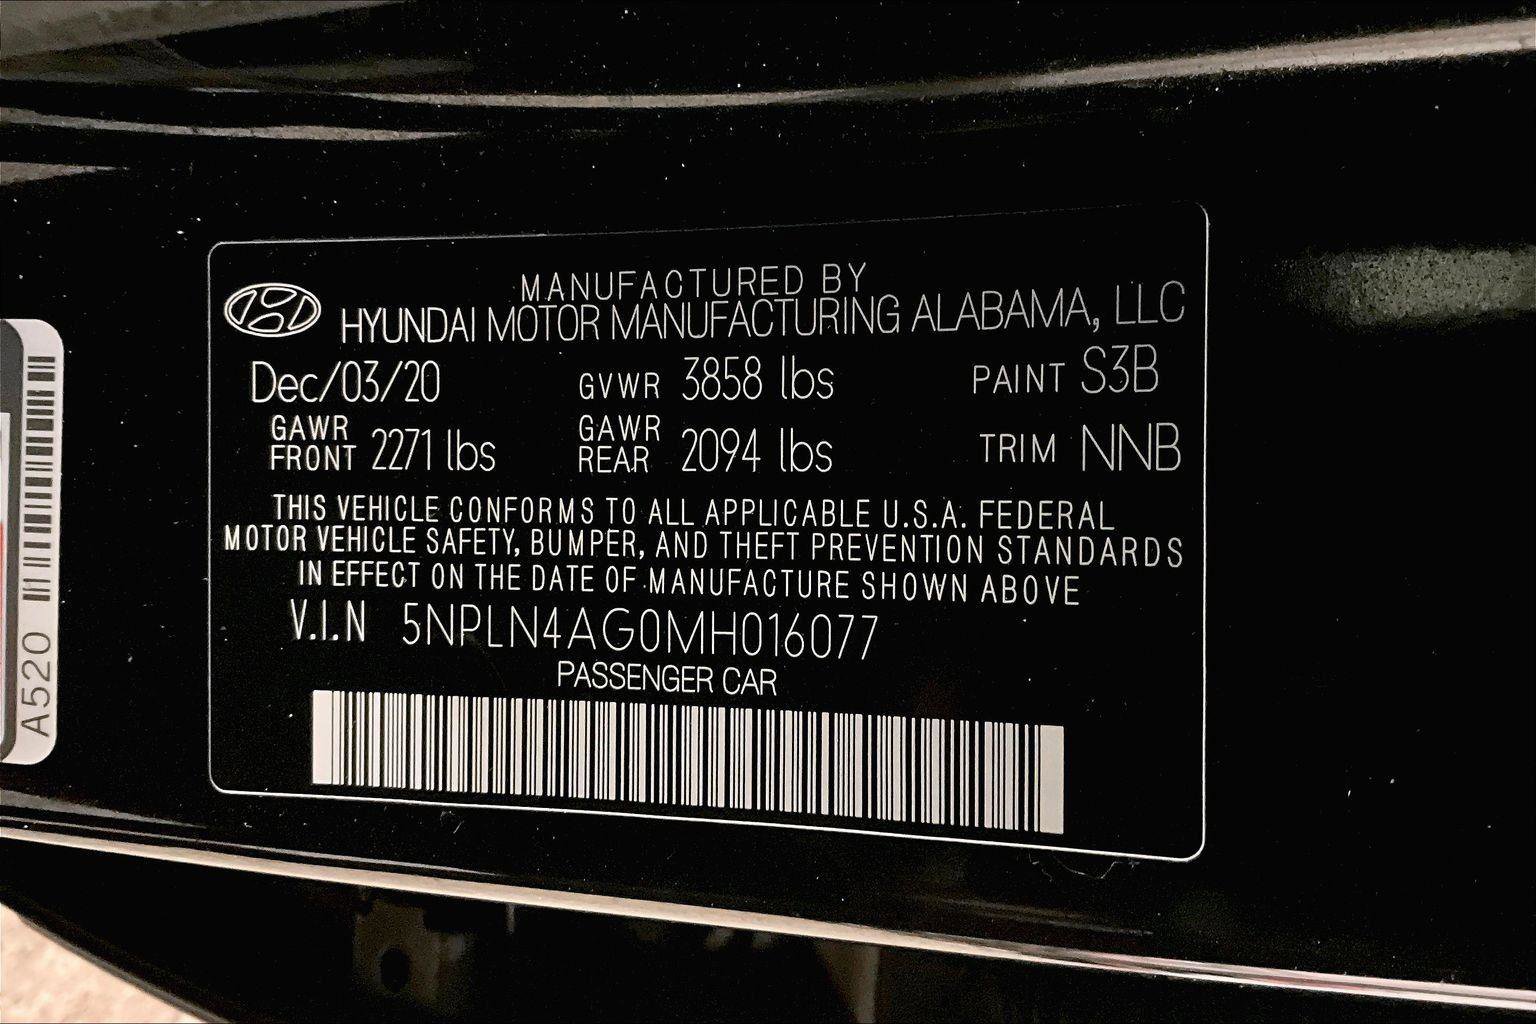 MANUFACTURED BY
HYUNDAI MOTOR MANUFACTURING ALABAMA, LLC
Dec/03/20 GVWR 3858 lbs PAINT S3B
GAWR FRONT 2271 lbs GAWR REAR 2094 lbs TRIM NNB
THIS VEHICLE CONFORMS TO ALL APPLICABLE U.S.A. FEDERAL
MOTOR VEHICLE SAFETY, BUMPER, AND THEFT PREVENTION STANDARDS
IN EFFECT ON THE DATE OF MANUFACTURE SHOWN ABOVE
V.I.N 5NPLN4AG0MH016077
PASSENGER CAR
A520